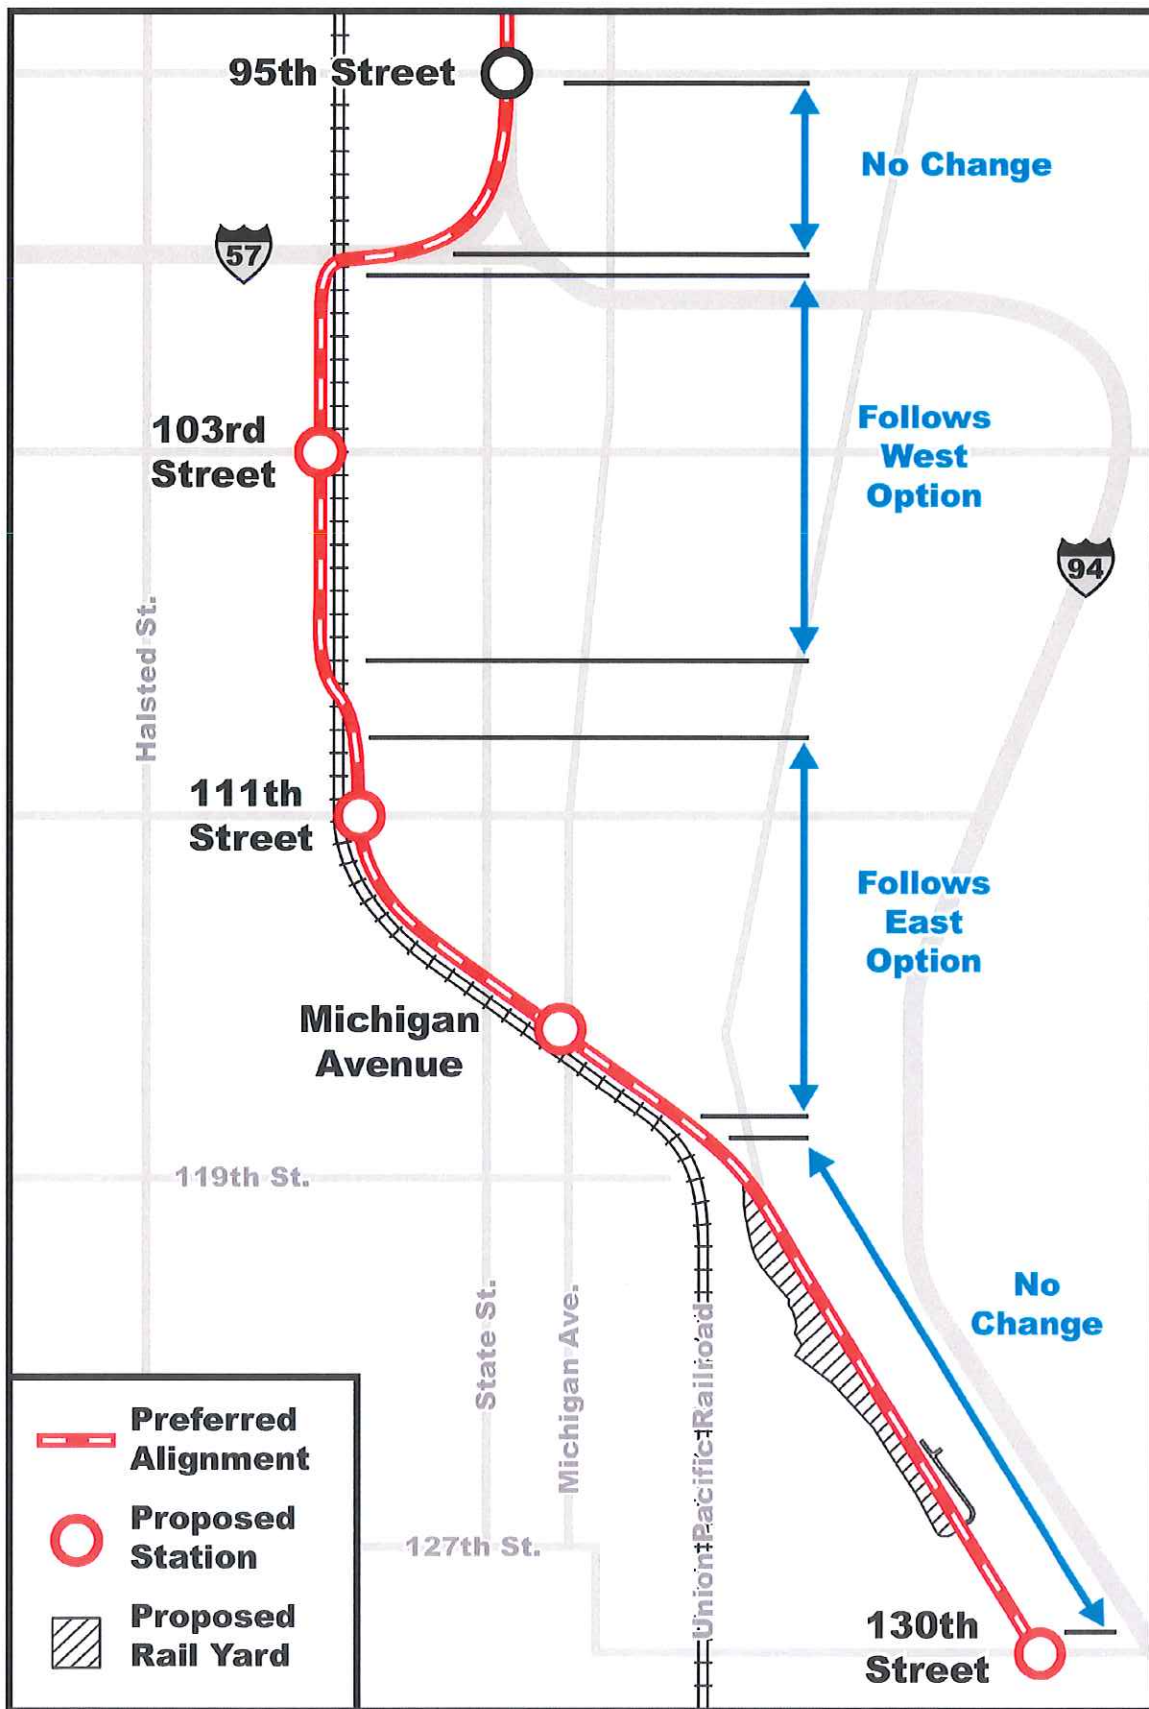 95th Street
No Change
57
103rd
Street
Follows
West
Option
94
Halsted St.
111th
Street
Follows
East
Option
Michigan
Avenue
119th St.
No
Change
State St.
Michigan Ave.
Union Pacific Railroad
127th St.
130th
Street
Preferred
Alignment
Proposed
Station
Proposed
Rail Yard